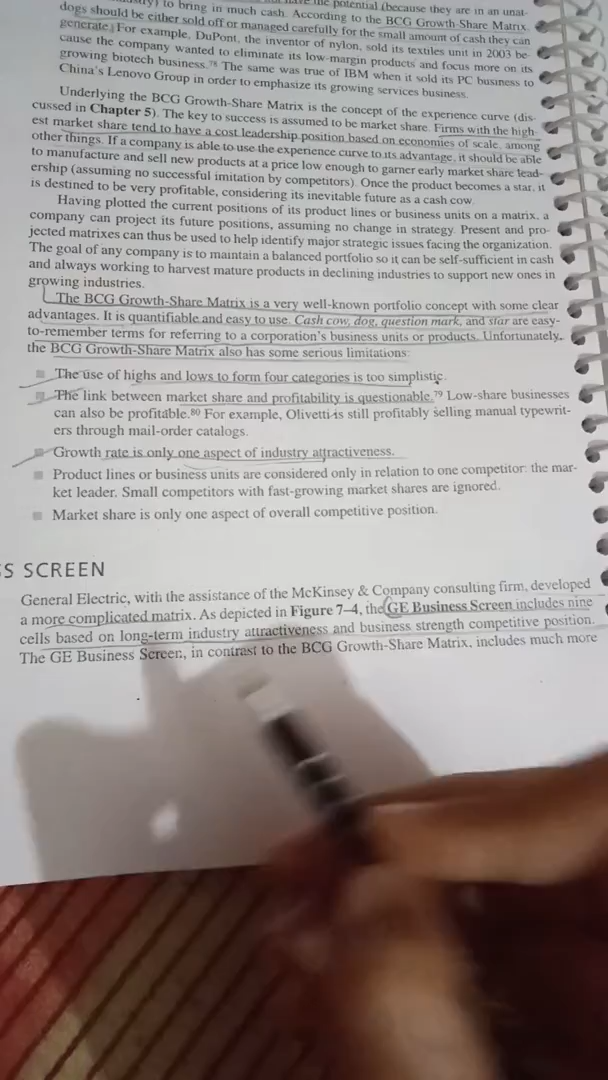 the potential (because they are in an unat-
to bring in much cash. According to the BCG Growth-Share Matrix,
dogs should be either sold off or managed carefully for the small amount of cash they can
generate. For example, DuPont, the inventor of nylon, sold its textiles unit in 2003 be-
cause the company wanted to eliminate its low-margin products and focus more on its
growing biotech business.78 The same was true of IBM when it sold its PC business to
China's Lenovo Group in order to emphasize its growing services business.
Underlying the BCG Growth-Share Matrix is the concept of the experience curve (dis-
cussed in Chapter 5). The key to success is assumed to be market share. Firms with the high-
est market share tend to have a cost leadership position based on economies of scale, among
other things. If a company is able to use the experience curve to its advantage, it should be able
to manufacture and sell new products at a price low enough to garner early market share lead-
ership (assuming no successful imitation by competitors). Once the product becomes a star, it
is destined to be very profitable, considering its inevitable future as a cash cow.
Having plotted the current positions of its product lines or business units on a matrix, a
company can project its future positions, assuming no change in strategy. Present and pro-
jected matrixes can thus be used to help identify major strategic issues facing the organization.
The goal of any company is to maintain a balanced portfolio so it can be self-sufficient in cash
and always working to harvest mature products in declining industries to support new ones in
growing industries.
The BCG Growth-Share Matrix is a very well-known portfolio concept with some clear
advantages. It is quantifiable and easy to use. Cash cow, dog, question mark, and star are easy-
to-remember terms for referring to a corporation's business units or products. Unfortunately,
the BCG Growth-Share Matrix also has some serious limitations:
The use of highs and lows to form four categories is too simplistic.
The link between market share and profitability is questionable.79 Low-share businesses
can also be profitable.80 For example, Olivetti is still profitably selling manual typewrit-
ers through mail-order catalogs.
Growth rate is only one aspect of industry attractiveness.
Product lines or business units are considered only in relation to one competitor: the mar-
ket leader. Small competitors with fast-growing market shares are ignored.
Market share is only one aspect of overall competitive position.
SCREEN
General Electric, with the assistance of the McKinsey & Company consulting firm, developed
a more complicated matrix. As depicted in Figure 7–4, the GE Business Screen includes nine
cells based on long-term industry attractiveness and business strength competitive position.
The GE Business Screen, in contrast to the BCG Growth-Share Matrix, includes much more